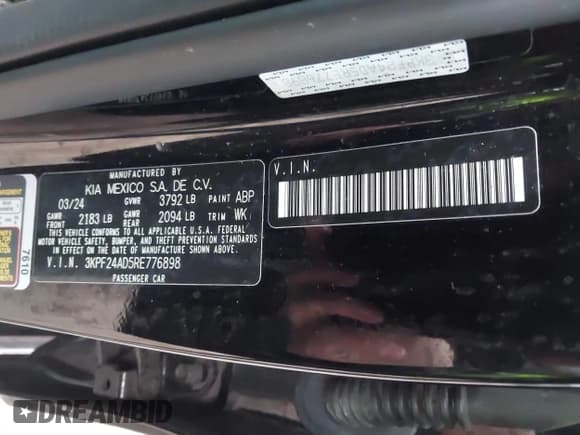 MANUFACTURED BY
KIA MEXICO S.A. DE C.V.
03/24 GVWR 3792 LB PAINT ABP
GAWR FRONT 2183 LB GAWR REAR 2094 LB TRIM WK
THIS VEHICLE CONFORMS TO ALL APPLICABLE U.S.A. FEDERAL
MOTOR VEHICLE SAFETY, BUMPER, AND THEFT PREVENTION STANDARDS
IN EFFECT ON THE DATE OF MANUFACTURE SHOWN ABOVE.
V.I.N. 3KPF24AD5RE776898
PASSENGER CAR
V.I.N.
7610
DREAMBID